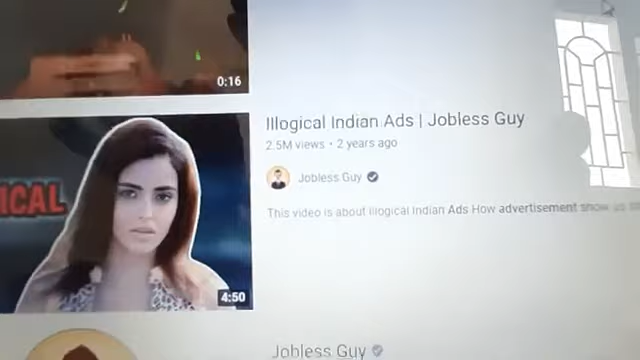 0:16
Illogical Indian Ads | Jobless Guy
2.5M views • 2 years ago
Jobless Guy
This video is about Illogical Indian Ads How advertisement show us
ICAL
4:50
Jobless Guy